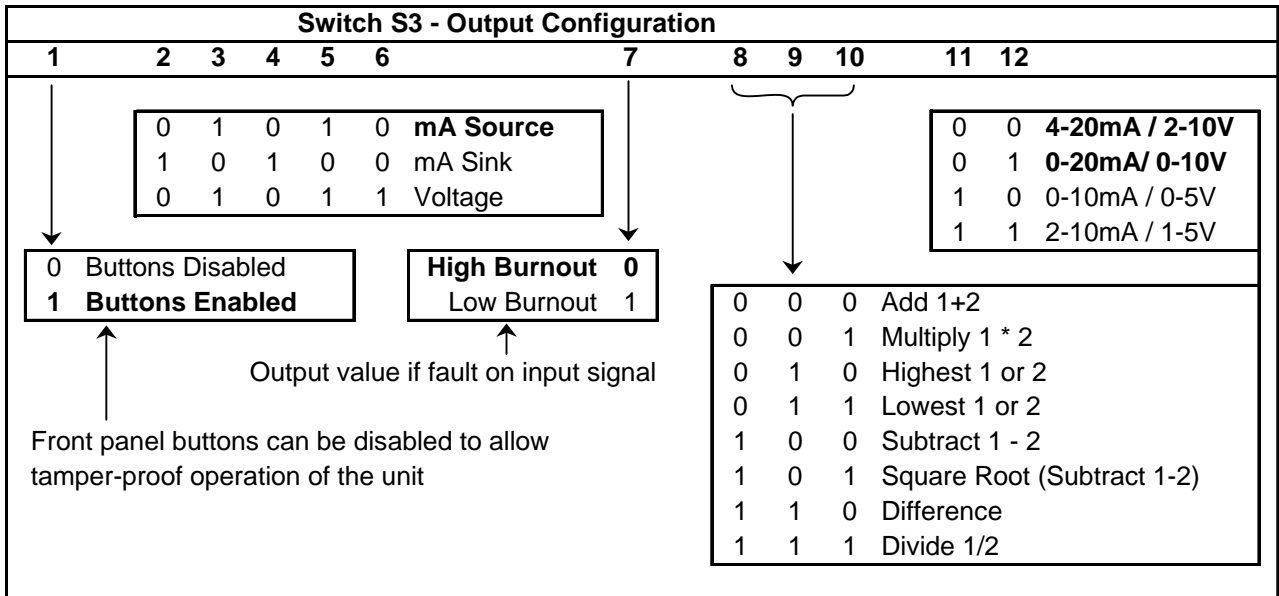 Switch S3 - Output Configuration
1 2 3 4 5 6 7 8 9 10 11 12
0 1 0 1 0 mA Source
1 0 1 0 0 mA Sink
0 1 0 1 1 Voltage
0 0 4-20mA / 2-10V
0 1 0-20mA/ 0-10V
1 0 0-10mA / 0-5V
1 1 2-10mA / 1-5V
0 Buttons Disabled
1 Buttons Enabled
High Burnout 0
Low Burnout 1
Output value if fault on input signal
Front panel buttons can be disabled to allow
tamper-proof operation of the unit
0 0 0 Add 1+2
0 0 1 Multiply 1 * 2
0 1 0 Highest 1 or 2
0 1 1 Lowest 1 or 2
1 0 0 Subtract 1 - 2
1 0 1 Square Root (Subtract 1-2)
1 1 0 Difference
1 1 1 Divide 1/2